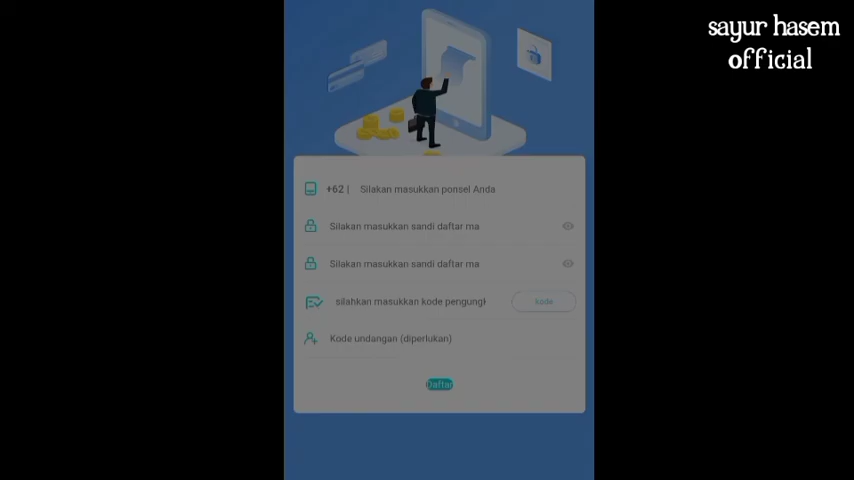 sayur hasem
official
+62 | Silakan masukkan ponsel Anda
Silakan masukkan sandi daftar ma
Silakan masukkan sandi daftar ma
silahkan masukkan kode pengungk
kode
Kode undangan (diperlukan)
Daftar